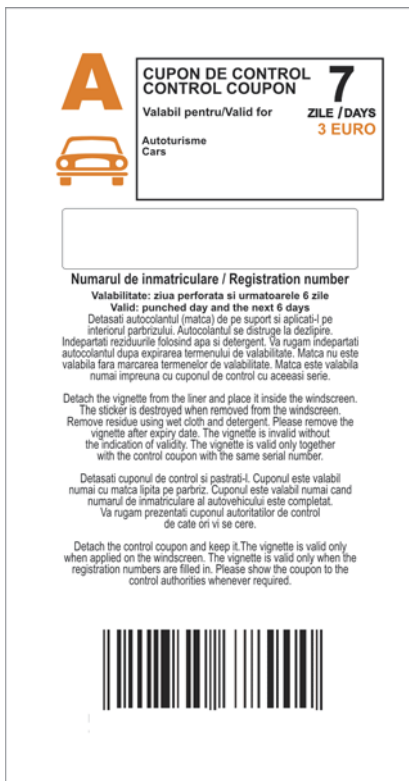 A
CUPON DE CONTROL
CONTROL COUPON
7
ZILE / DAYS
3 EURO
Valabil pentru/Valid for
Autoturisme
Cars
Numarul de inmatriculare / Registration number
Valabilitate: ziua perforata si urmatoarele 6 zile
Valid: punched day and the next 6 days
Detasati autocolantul (matca) de pe suport si aplicati-l pe
interiorul parbrizului. Autocolantul se distruge la dezlipire.
Indepartati reziduurile folosind apa si detergent. Va rugam indepartati
autocolantul dupa expirarea termenului de valabilitate. Matca nu este
valabila fara marcarea termenelor de valabilitate. Matca este valabila
numai impreuna cu cuponul de control cu aceeasi serie.
Detach the vignette from the liner and place it inside the windscreen.
The sticker is destroyed when removed from the windscreen.
Remove residue using wet cloth and detergent. Please remove the
vignette after expiry date. The vignette is invalid without
the indication of validity. The vignette is valid only together
with the control coupon with the same serial number.
Detasati cuponul de control si pastrati-l. Cuponul este valabil
numai cu matca lipita pe parbriz. Cuponul este valabil numai cand
numarul de inmatriculare al autovehicului este completat.
Va rugam prezentati cuponul autoritatilor de control
de cate ori vi se cere.
Detach the control coupon and keep it.The vignette is valid only
when applied on the windscreen. The vignette is valid only when the
registration numbers are filled in. Please show the coupon to the
control authorities whenever required.